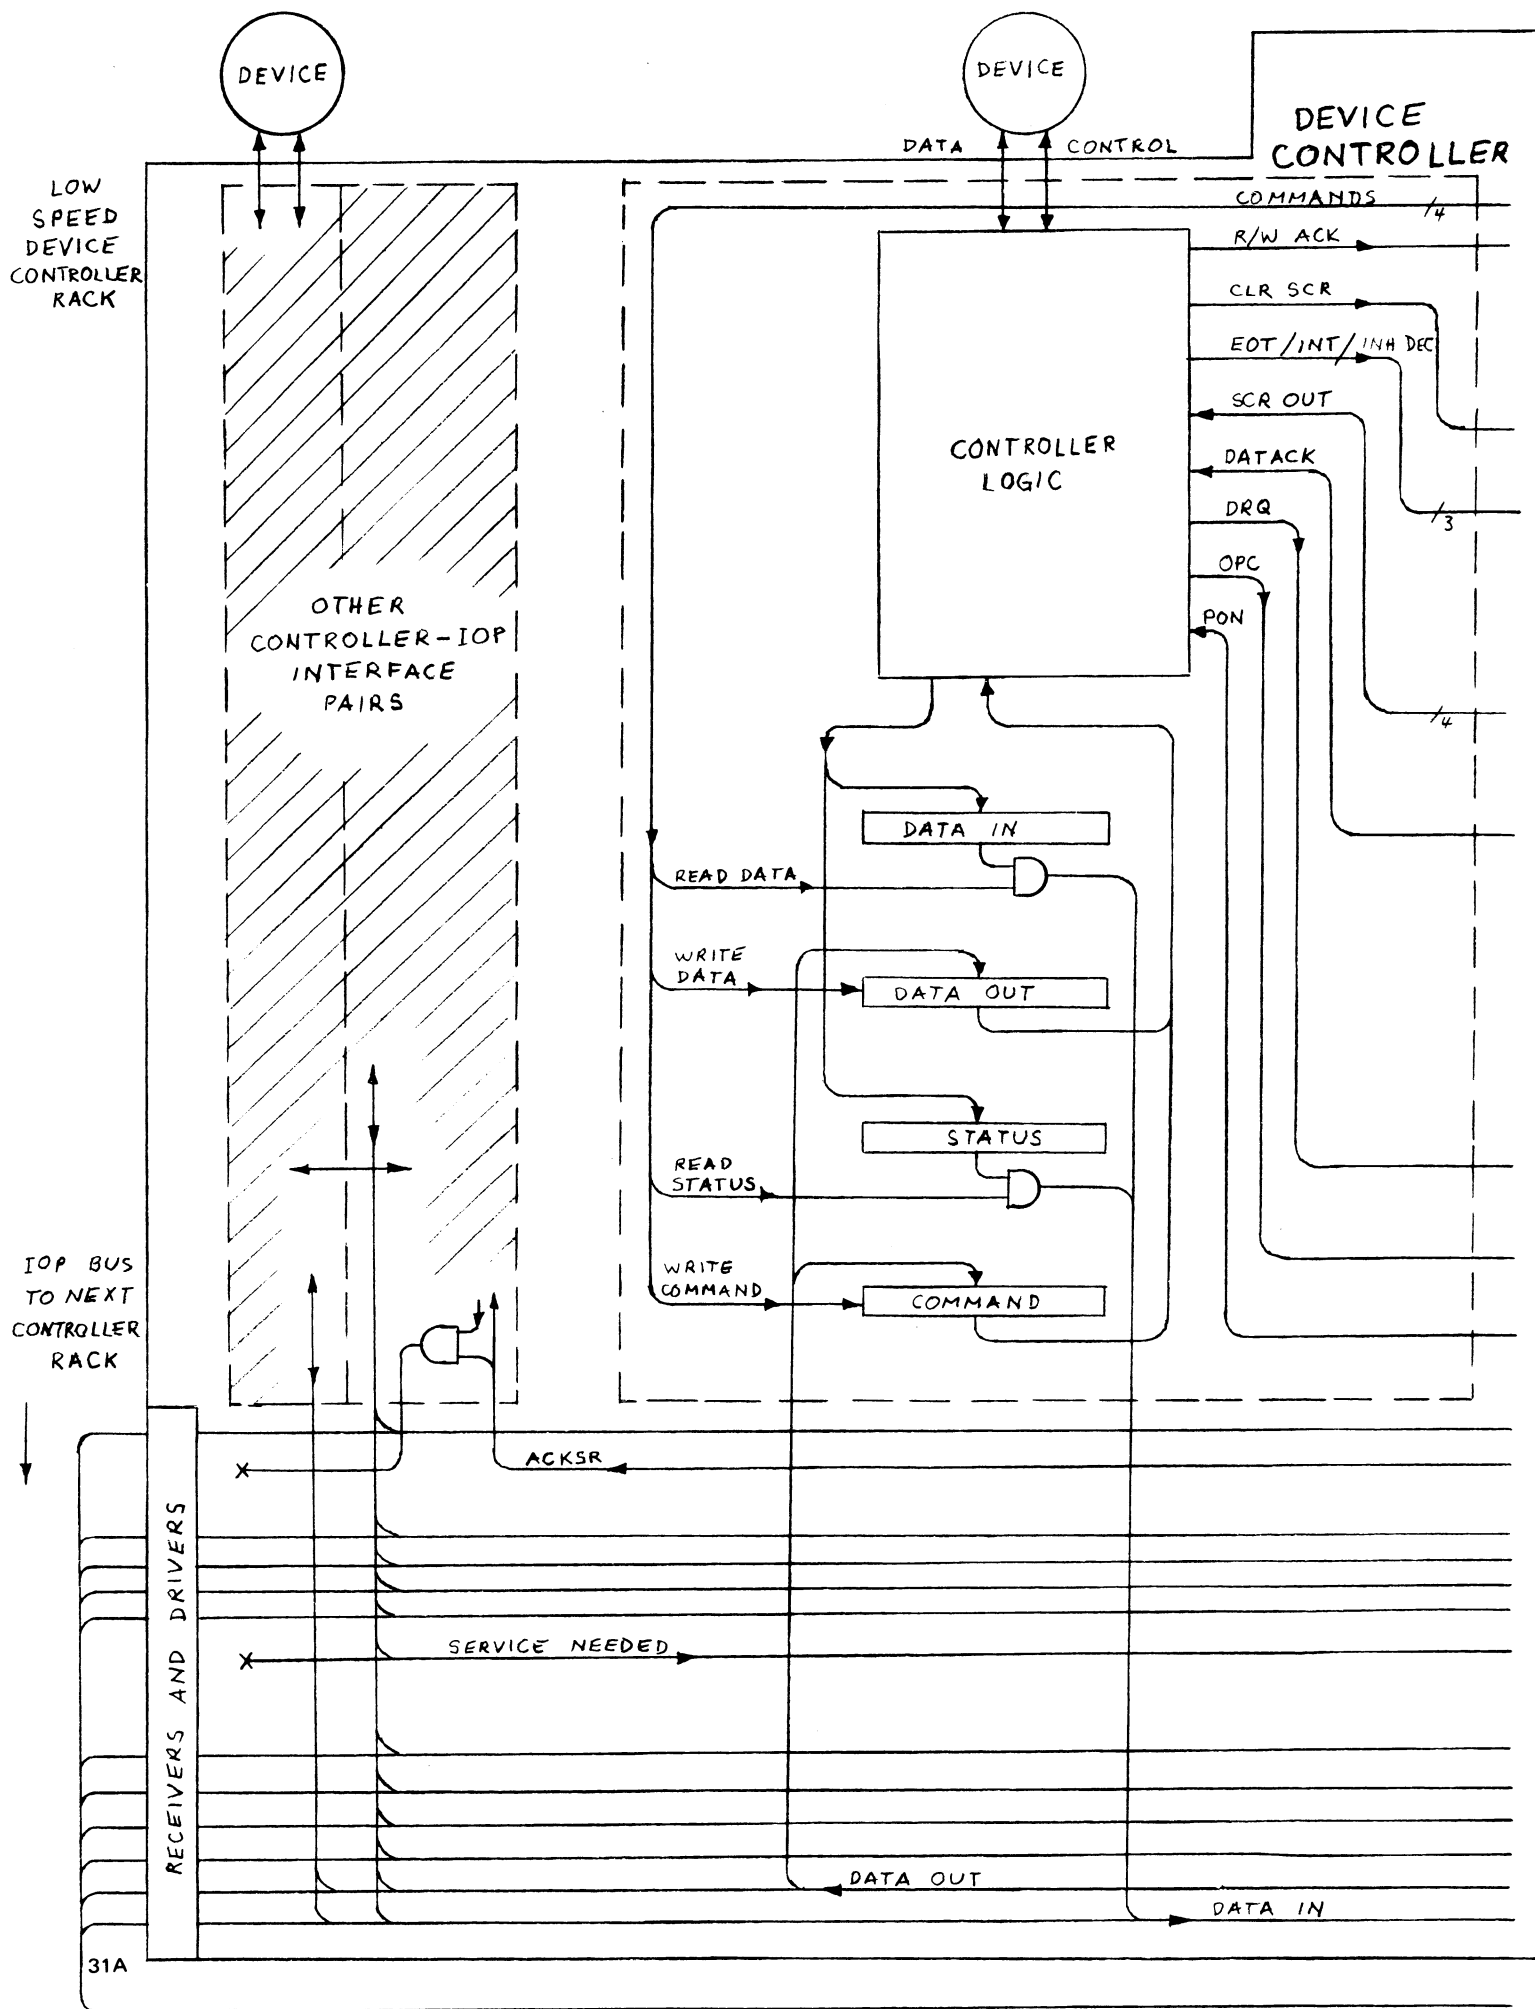 DEVICE
DEVICE
DEVICE
CONTROLLER
DATA
CONTROL
LOW
SPEED
DEVICE
CONTROLLER
RACK
COMMANDS
/4
R/W ACK
CLR SCR
EOT/INT/INH DEC
SCR OUT
DATACK
DRQ
/3
OPC
PON
/4
CONTROLLER
LOGIC
OTHER
CONTROLLER-IOP
INTERFACE
PAIRS
DATA IN
READ DATA
WRITE
DATA
DATA OUT
STATUS
READ
STATUS
WRITE
COMMAND
COMMAND
IOP BUS
TO NEXT
CONTROLLER
RACK
ACKSR
X
RECEIVERS AND DRIVERS
SERVICE NEEDED
X
DATA OUT
DATA IN
31A